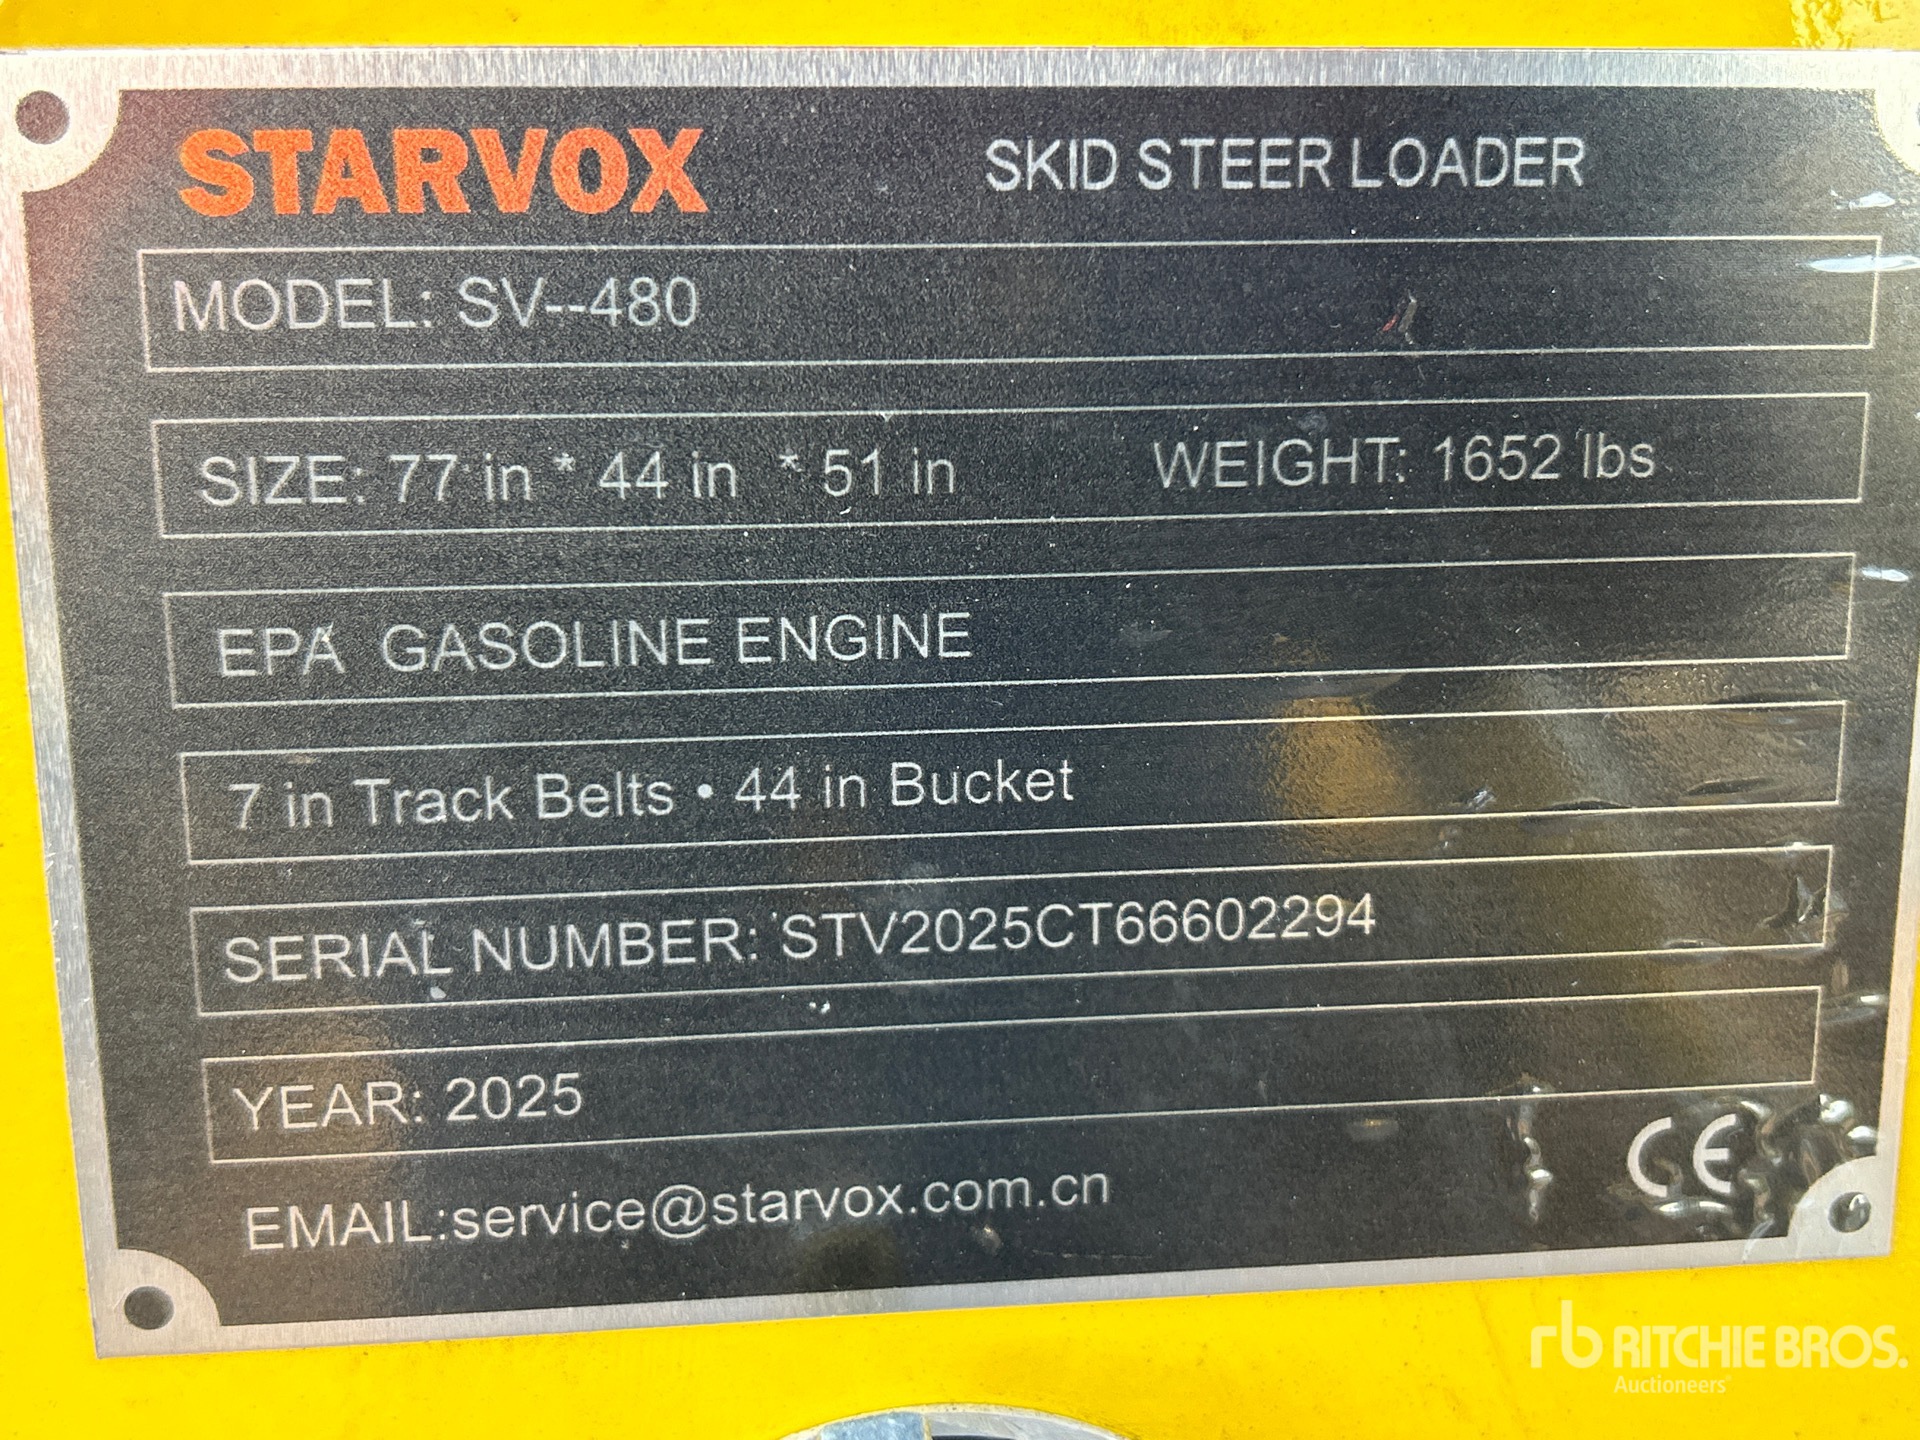 STARVOX SKID STEER LOADER
MODEL: SV--480
SIZE: 77 in * 44 in * 51 in WEIGHT: 1652 lbs
EPA GASOLINE ENGINE
7 in Track Belts • 44 in Bucket
SERIAL NUMBER: STV2025CT66602294
YEAR: 2025
CE
EMAIL:service@starvox.com.cn
rb RITCHIE BROS.
Auctioneers